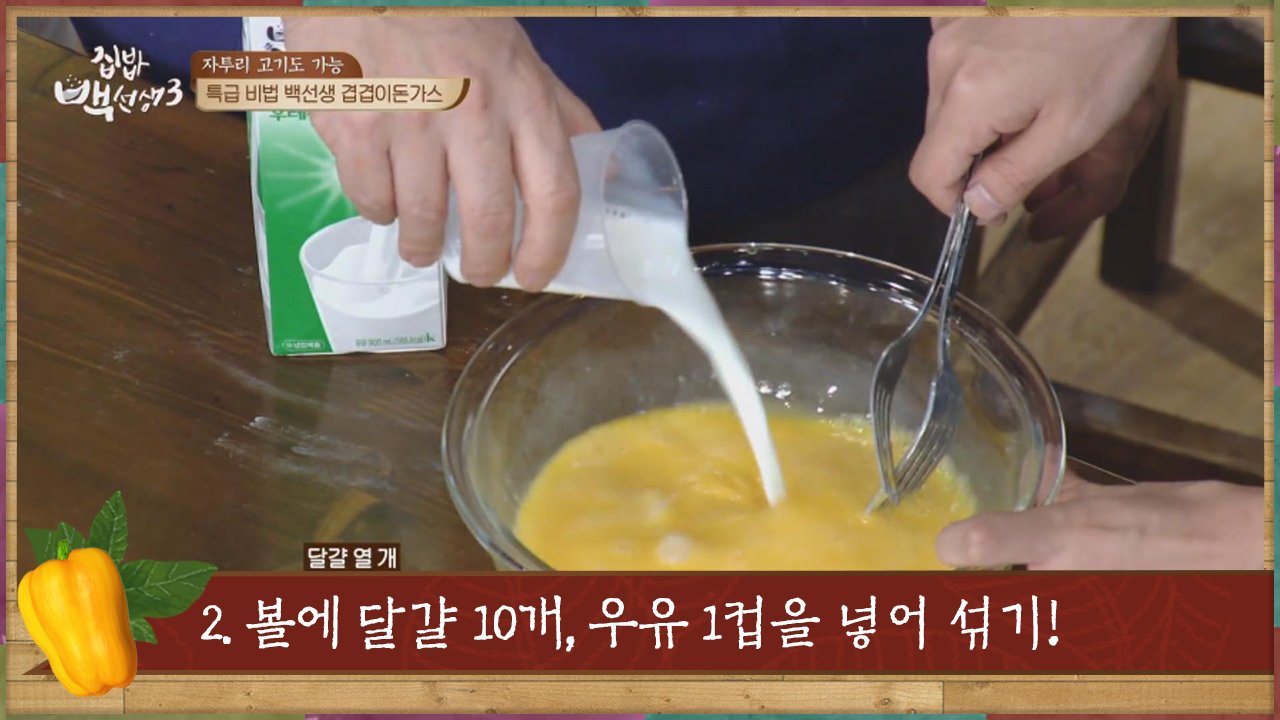 집밥
백선생3
자투리 고기도 가능
특급 비법 백선생 겹겹이돈가스
달걀 열 개
2. 볼에 달걀 10개, 우유 1컵을 넣어 섞기!